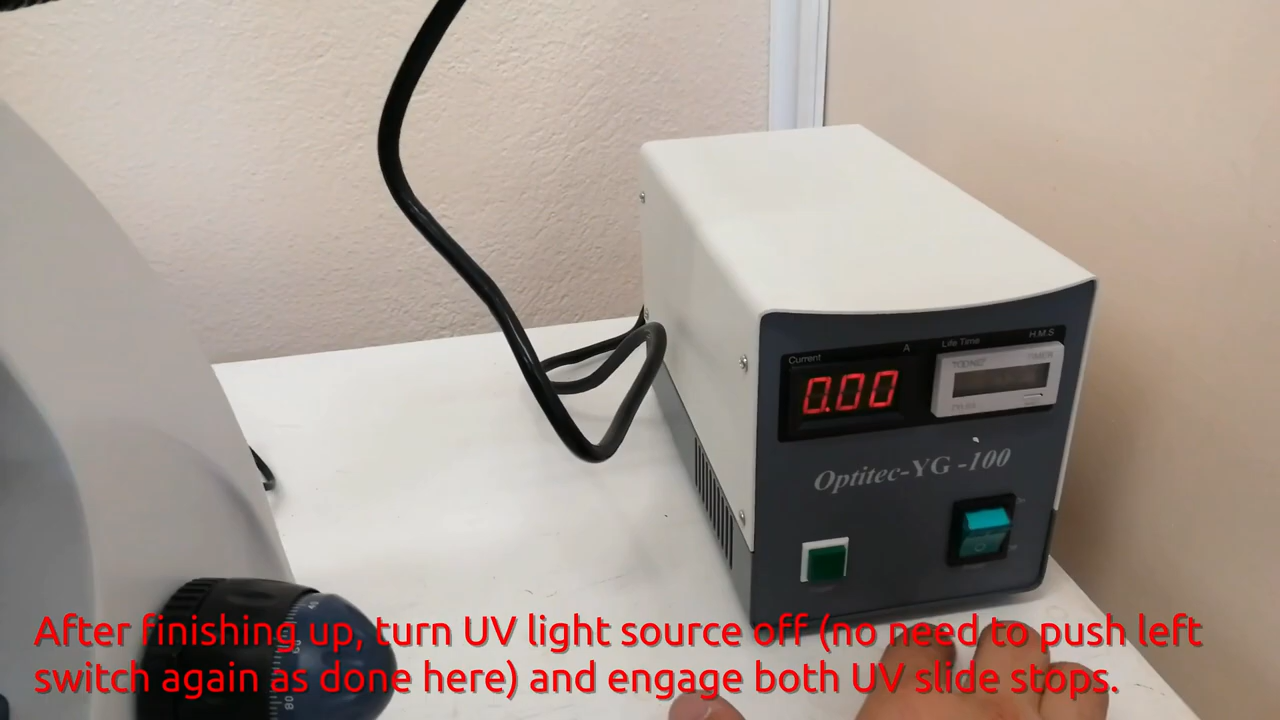 Current A Life Time H.M.S
0.00
TIMER
Optitec-YG -100
After finishing up, turn UV light source off (no need to push left
switch again as done here) and engage both UV slide stops.